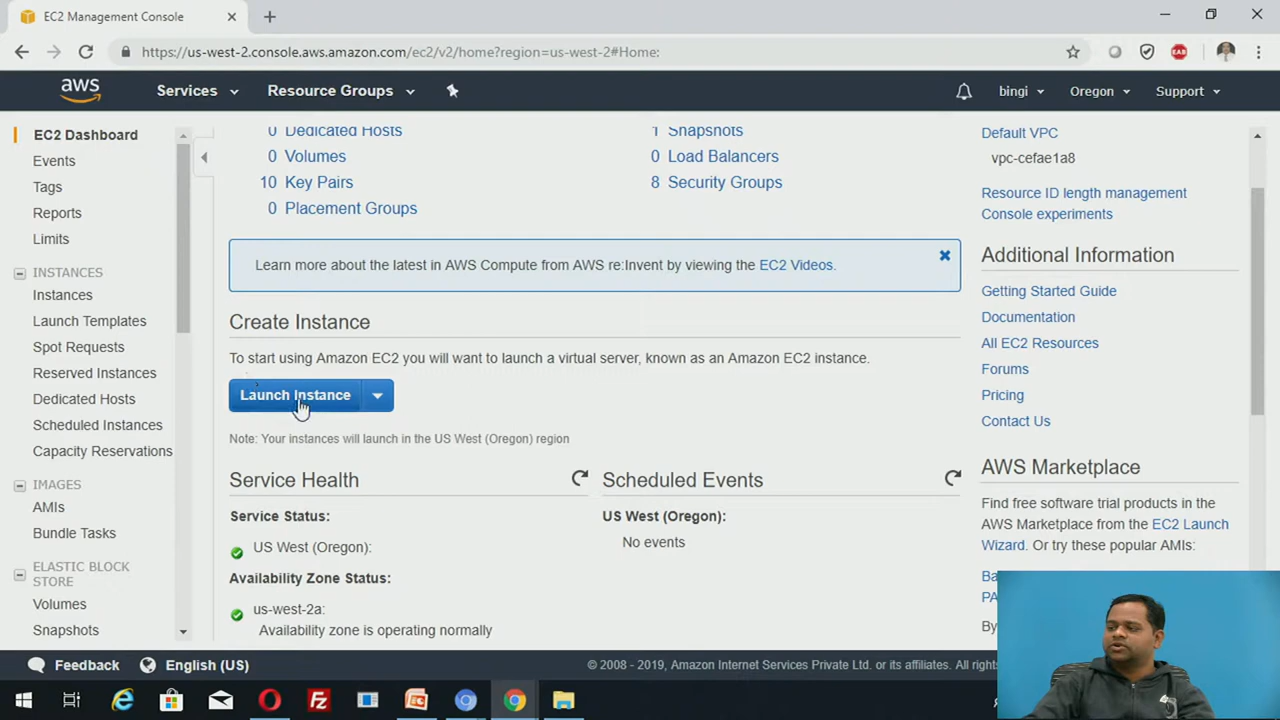 EC2 Management Console
https://us-west-2.console.aws.amazon.com/ec2/v2/home?region=us-west-2#Home:
EAB
aws
Services
Resource Groups
bingi
Oregon
Support
EC2 Dashboard
Events
Tags
Reports
Limits
INSTANCES
Instances
Launch Templates
Spot Requests
Reserved Instances
Dedicated Hosts
Scheduled Instances
Capacity Reservations
IMAGES
AMIs
Bundle Tasks
ELASTIC BLOCK
STORE
Volumes
Snapshots
0 Dedicated Hosts
1 Snapshots
0 Volumes
0 Load Balancers
10 Key Pairs
8 Security Groups
0 Placement Groups
Learn more about the latest in AWS Compute from AWS re:Invent by viewing the EC2 Videos.
Create Instance
To start using Amazon EC2 you will want to launch a virtual server, known as an Amazon EC2 instance.
Launch Instance
Note: Your instances will launch in the US West (Oregon) region
Service Health
Service Status:
US West (Oregon):
Availability Zone Status:
us-west-2a:
Availability zone is operating normally
Scheduled Events
US West (Oregon):
No events
Default VPC
vpc-cefae1a8
Resource ID length management
Console experiments
Additional Information
Getting Started Guide
Documentation
All EC2 Resources
Forums
Pricing
Contact Us
AWS Marketplace
Find free software trial products in the
AWS Marketplace from the EC2 Launch
Wizard. Or try these popular AMIs:
Ba
PA
By
Feedback
English (US)
© 2008 - 2019, Amazon Internet Services Private Ltd. or its affiliates. All righ